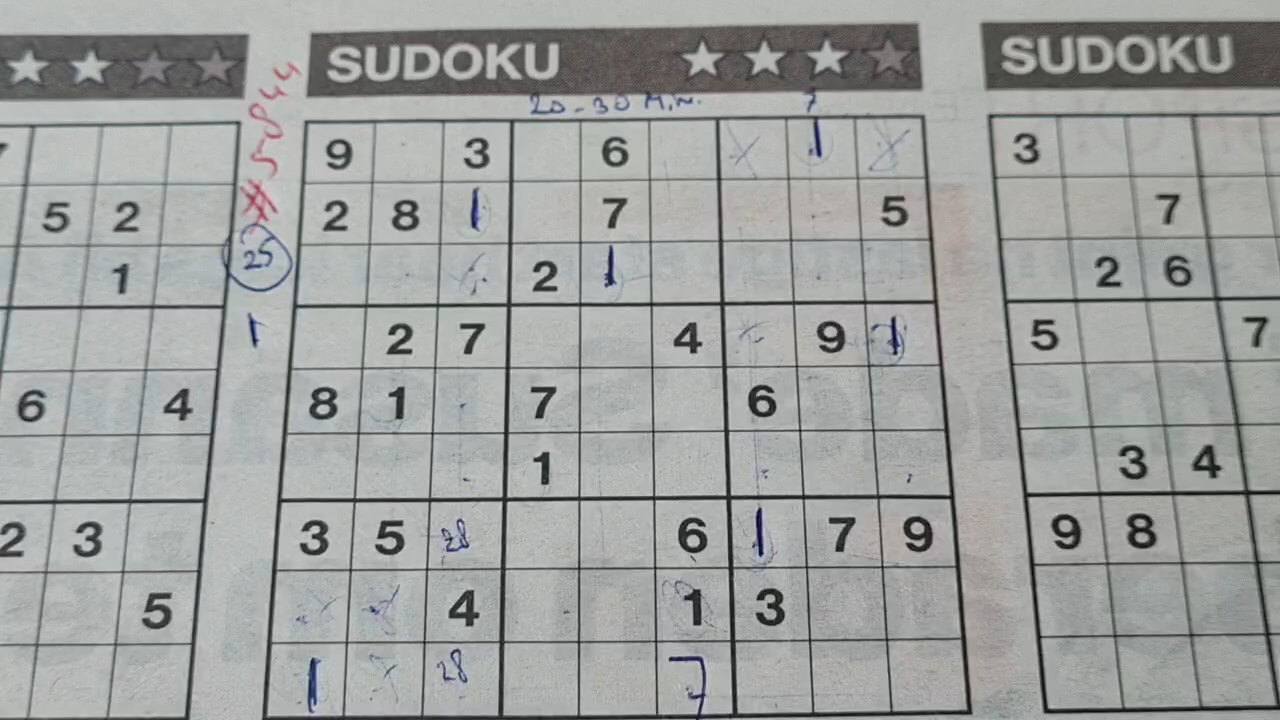 SUDOKU
SUDOKU
20-30 Min.
#5-844
25
1
5 2
1
6 4
2 3
5
9 3 6 1
2 8 1 7 5
2 1
2 7 4 9 1
8 1 7 6
1
3 5 28 6 1 7 9
4 1 3
1 28 7
3
7
2 6
5 7
3 4
9 8